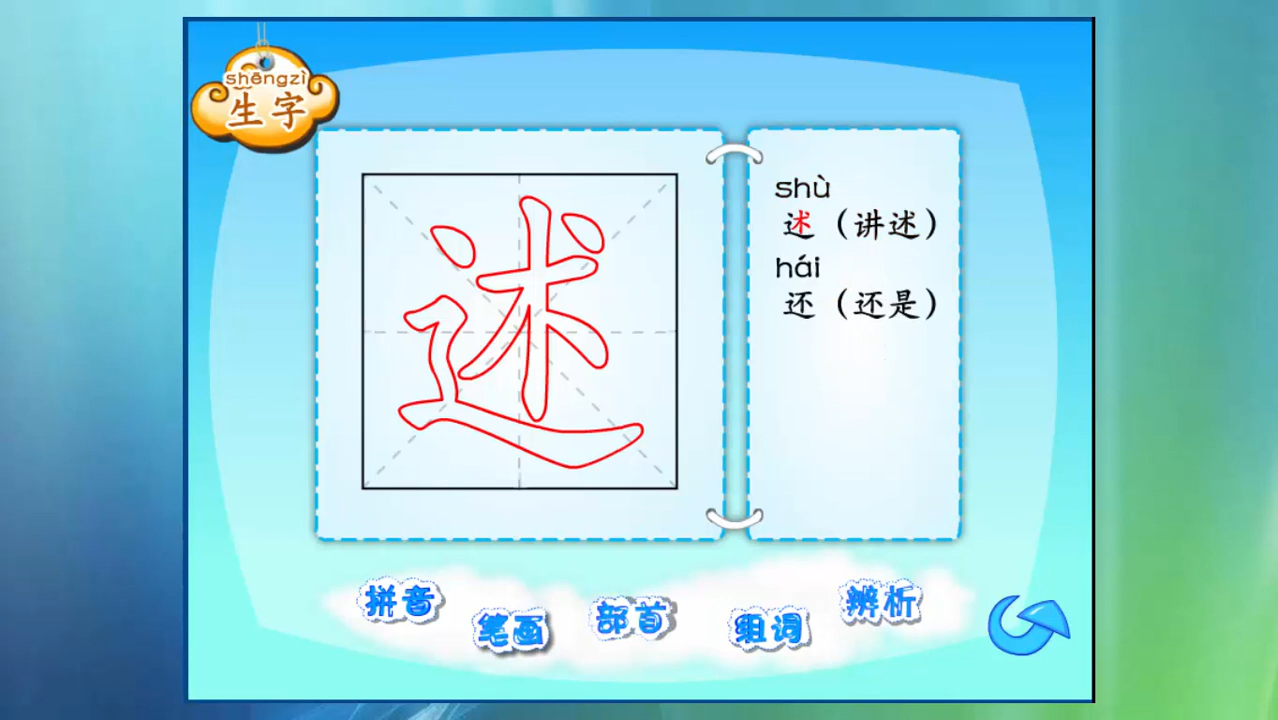 shēngzì
生字
述
shù
述（讲述）
hái
还（还是）
拼音
笔画
部首
组词
辨析